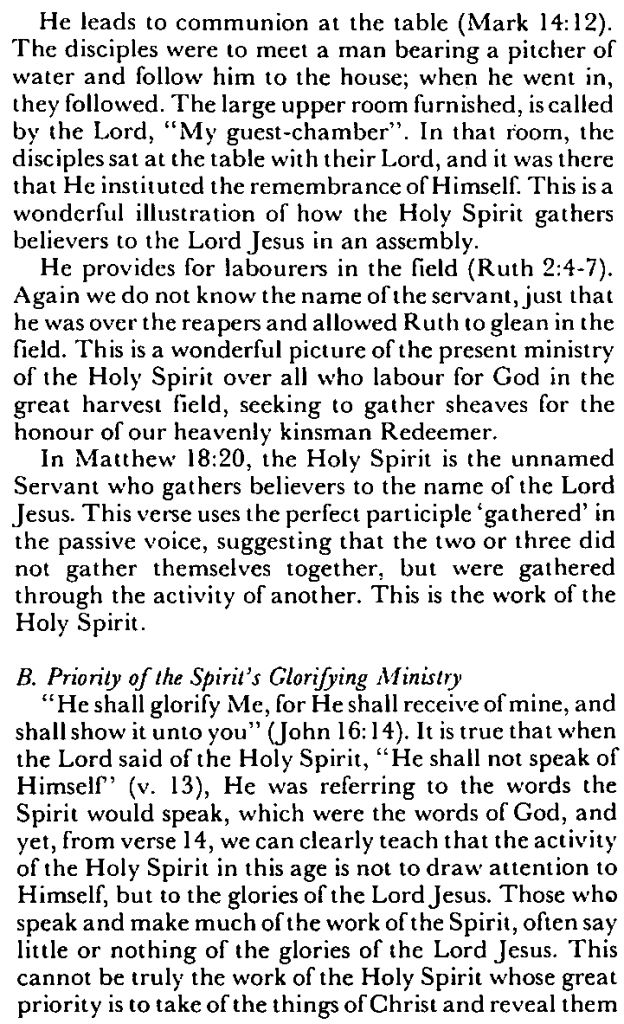 He leads to communion at the table (Mark 14:12).
The disciples were to meet a man bearing a pitcher of
water and follow him to the house; when he went in,
they followed. The large upper room furnished, is called
by the Lord, “My guest-chamber”. In that room, the
disciples sat at the table with their Lord, and it was there
that He instituted the remembrance of Himself. This is a
wonderful illustration of how the Holy Spirit gathers
believers to the Lord Jesus in an assembly.
He provides for labourers in the field (Ruth 2:4-7).
Again we do not know the name of the servant, just that
he was over the reapers and allowed Ruth to glean in the
field. This is a wonderful picture of the present ministry
of the Holy Spirit over all who labour for God in the
great harvest field, seeking to gather sheaves for the
honour of our heavenly kinsman Redeemer.
In Matthew 18:20, the Holy Spirit is the unnamed
Servant who gathers believers to the name of the Lord
Jesus. This verse uses the perfect participle ‘gathered’ in
the passive voice, suggesting that the two or three did
not gather themselves together, but were gathered
through the activity of another. This is the work of the
Holy Spirit.
B. Priority of the Spirit’s Glorifying Ministry
“He shall glorify Me, for He shall receive of mine, and
shall show it unto you” (John 16:14). It is true that when
the Lord said of the Holy Spirit, “He shall not speak of
Himself” (v. 13), He was referring to the words the
Spirit would speak, which were the words of God, and
yet, from verse 14, we can clearly teach that the activity
of the Holy Spirit in this age is not to draw attention to
Himself, but to the glories of the Lord Jesus. Those who
speak and make much of the work of the Spirit, often say
little or nothing of the glories of the Lord Jesus. This
cannot be truly the work of the Holy Spirit whose great
priority is to take of the things of Christ and reveal them